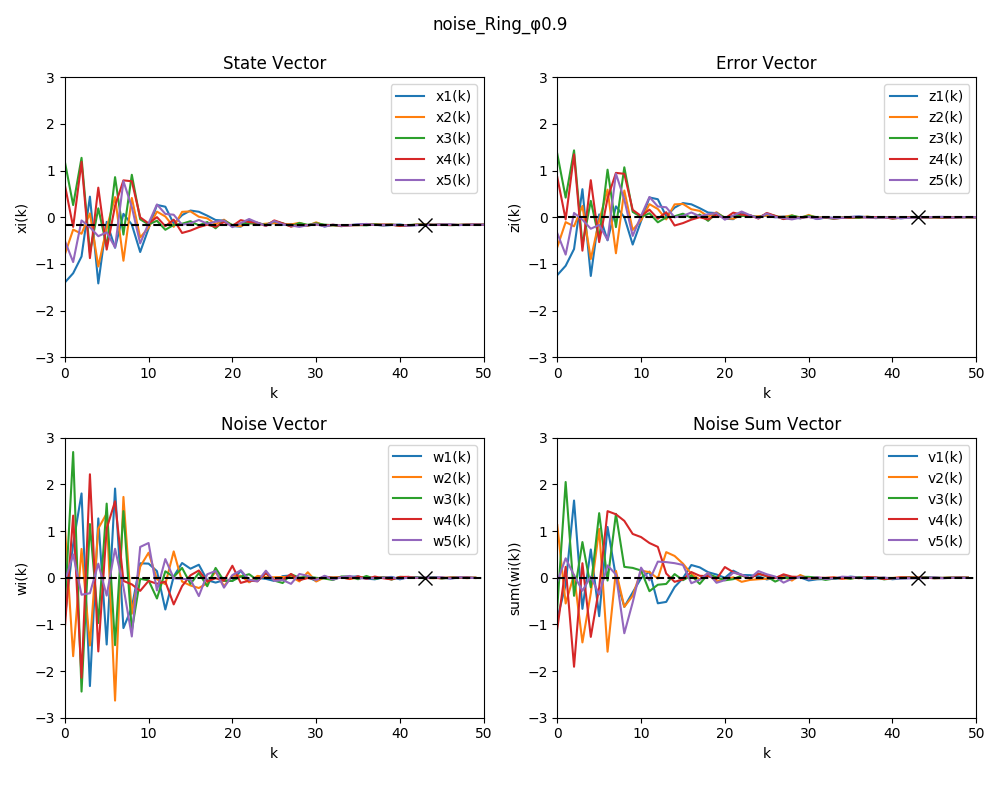 noise_Ring_φ0.9
State Vector
3
2
1
0
−1
−2
−3
xi(k)
x1(k)
x2(k)
x3(k)
x4(k)
x5(k)
0 10 20 30 40 50
k
Error Vector
3
2
1
0
−1
−2
−3
zi(k)
z1(k)
z2(k)
z3(k)
z4(k)
z5(k)
0 10 20 30 40 50
k
Noise Vector
3
2
1
0
−1
−2
−3
wi(k)
w1(k)
w2(k)
w3(k)
w4(k)
w5(k)
0 10 20 30 40 50
k
Noise Sum Vector
3
2
1
0
−1
−2
−3
sum(wi(k))
v1(k)
v2(k)
v3(k)
v4(k)
v5(k)
0 10 20 30 40 50
k